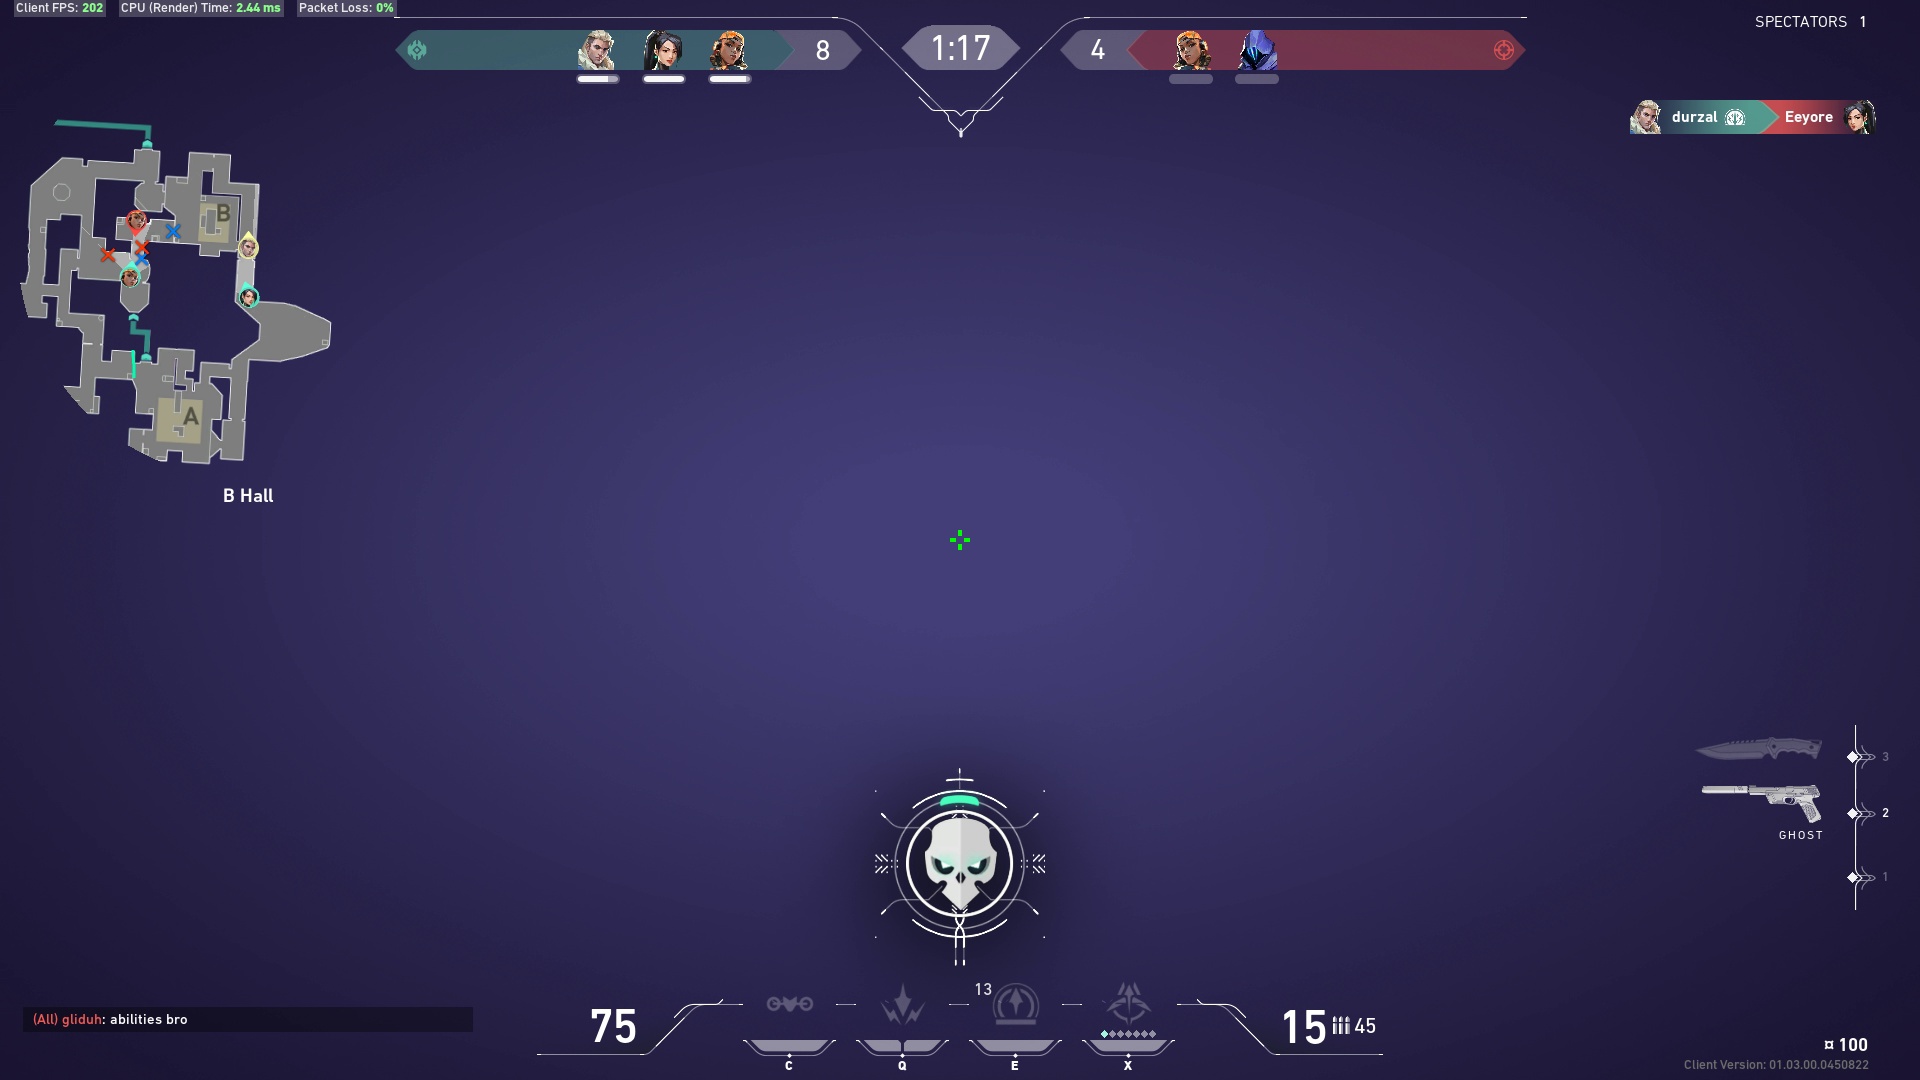 Client FPS: 202 CPU (Render) Time: 2.44 ms Packet Loss: 0%
SPECTATORS 1
8 1:17 4
durzal Eeyore
B
A
B Hall
3
2
GHOST
1
13
(All) gliduh: abilities bro
75
15 45
C Q E X
¤ 100
Client Version: 01.03.00.0450822